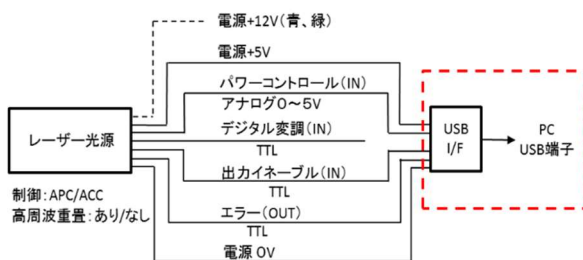 電源+12V(青、緑)
電源+5V
パワーコントロール(IN)
アナログ0～5V
デジタル変調(IN)
TTL
出力イネーブル(IN)
TTL
エラー(OUT)
TTL
電源 0V
レーザー光源
制御:APC/ACC
高周波重畳:あり/なし
USB
I/F
PC
USB端子